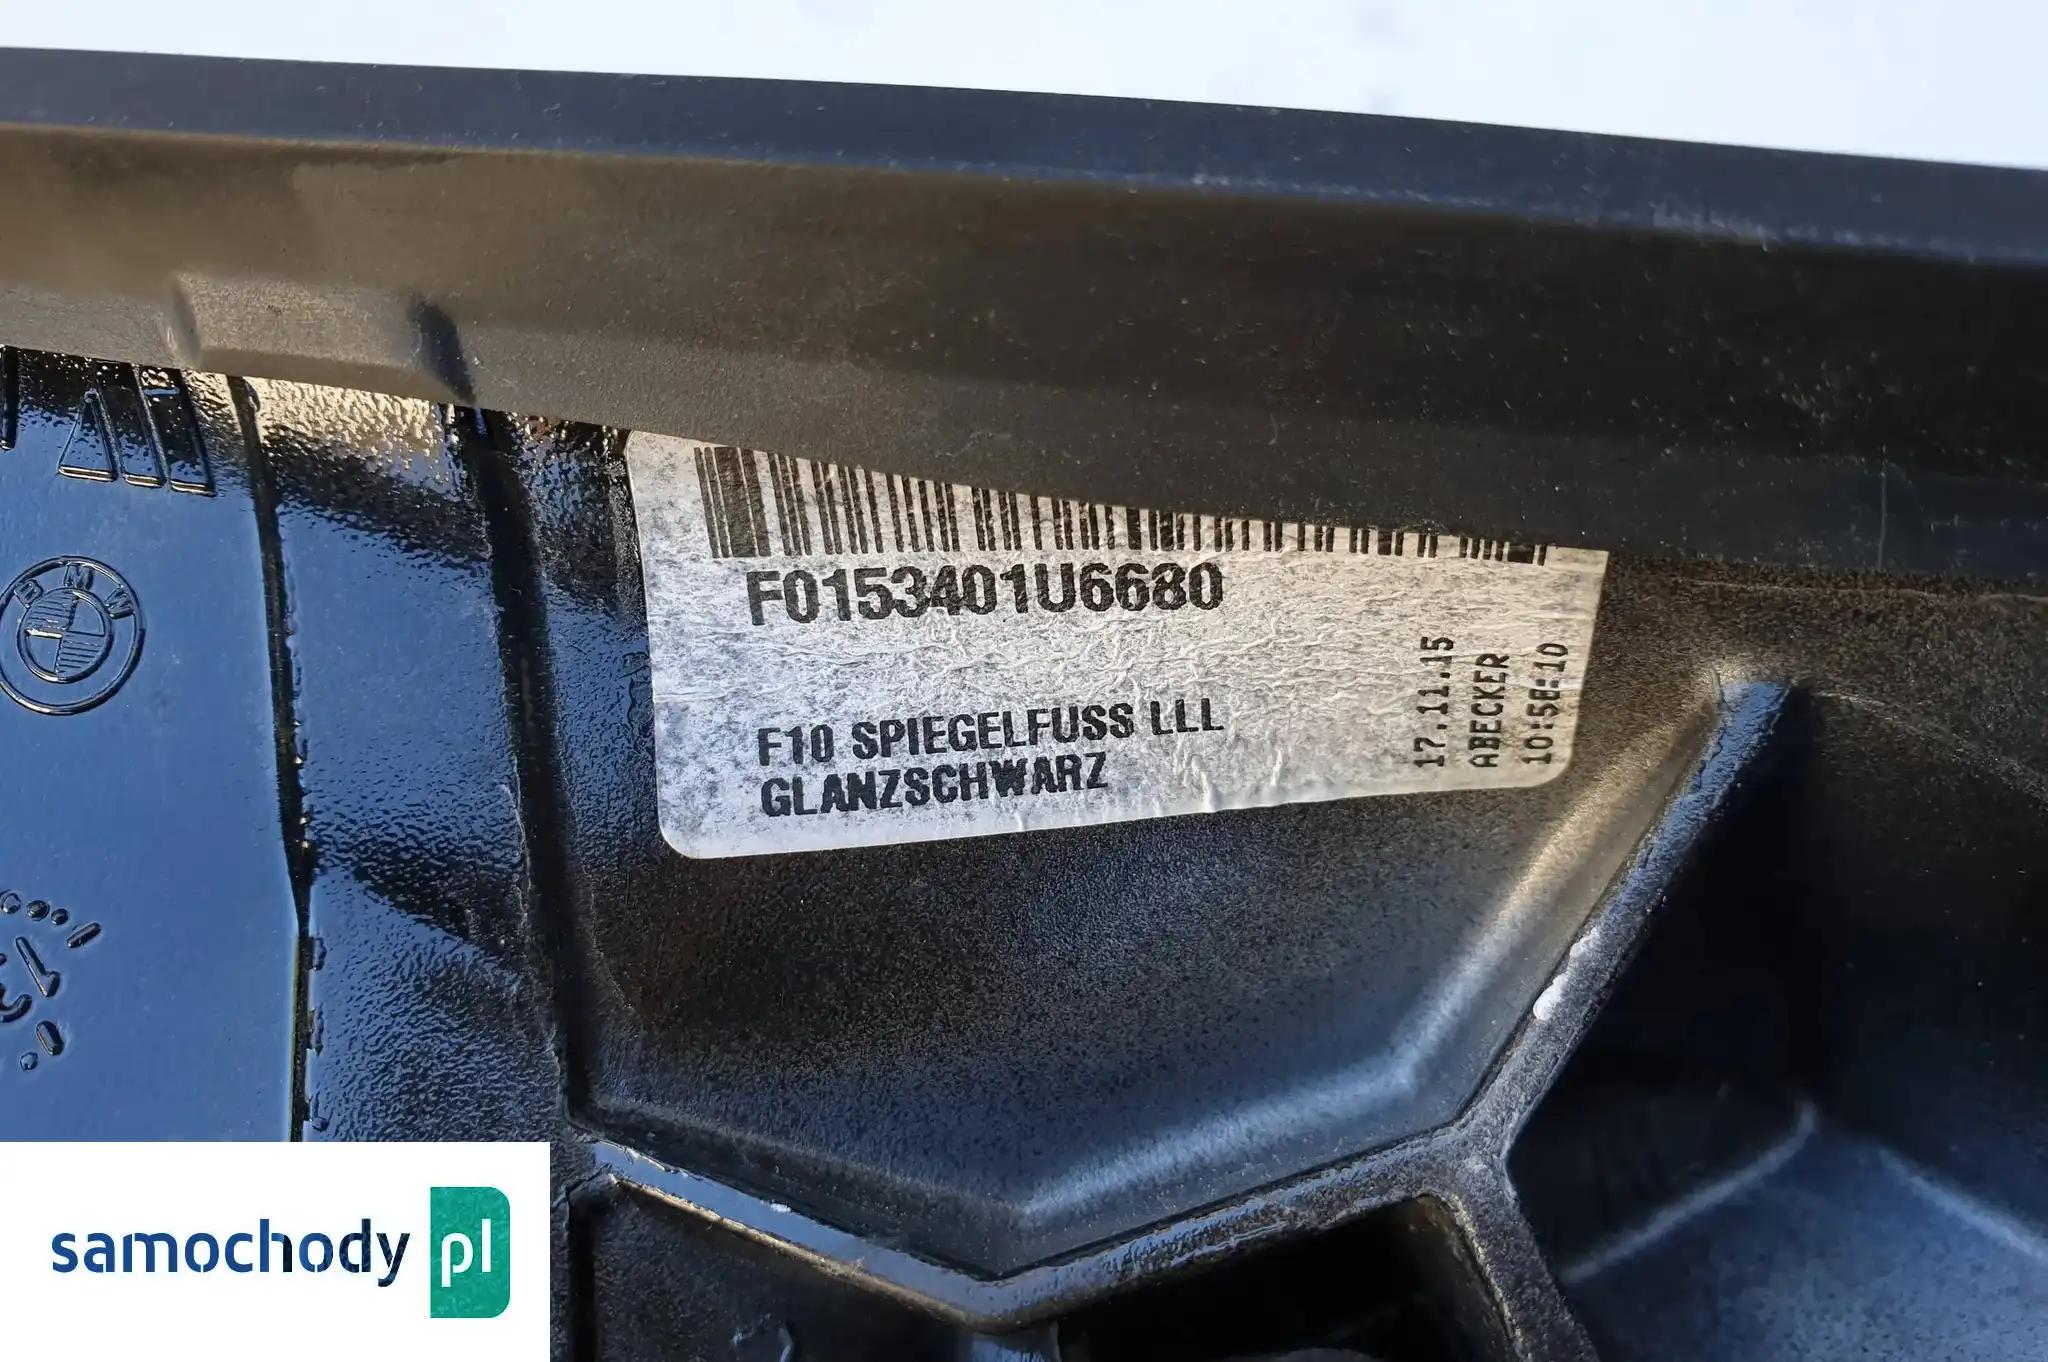 F0153401U6680
F10 SPIEGELFUSS LLL
GLANZSCHWARZ
17.11.15
ABECKER
10:58:10
BMW
samochody pl